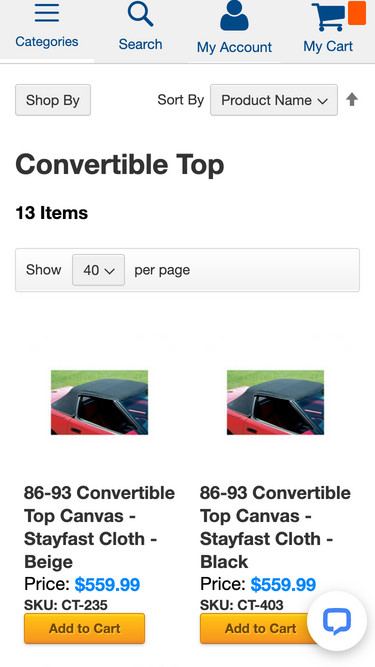 Categories
Search
My Account
My Cart
Shop By
Sort By
Product Name
Convertible Top
13 Items
Show
40
per page
86-93 Convertible
Top Canvas -
Stayfast Cloth -
Beige
Price: $559.99
SKU: CT-235
Add to Cart
86-93 Convertible
Top Canvas -
Stayfast Cloth -
Black
Price: $559.99
SKU: CT-403
Add to Cart